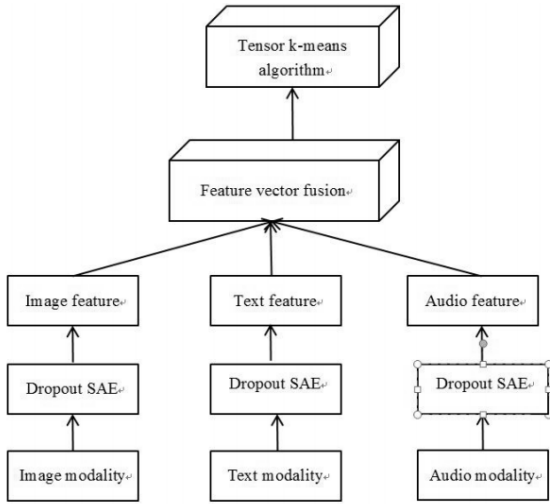 Tensor k-means
algorithm
Feature vector fusion
Image feature
Text feature
Audio feature
Dropout SAE
Dropout SAE
Dropout SAE
Image modality
Text modality
Audio modality